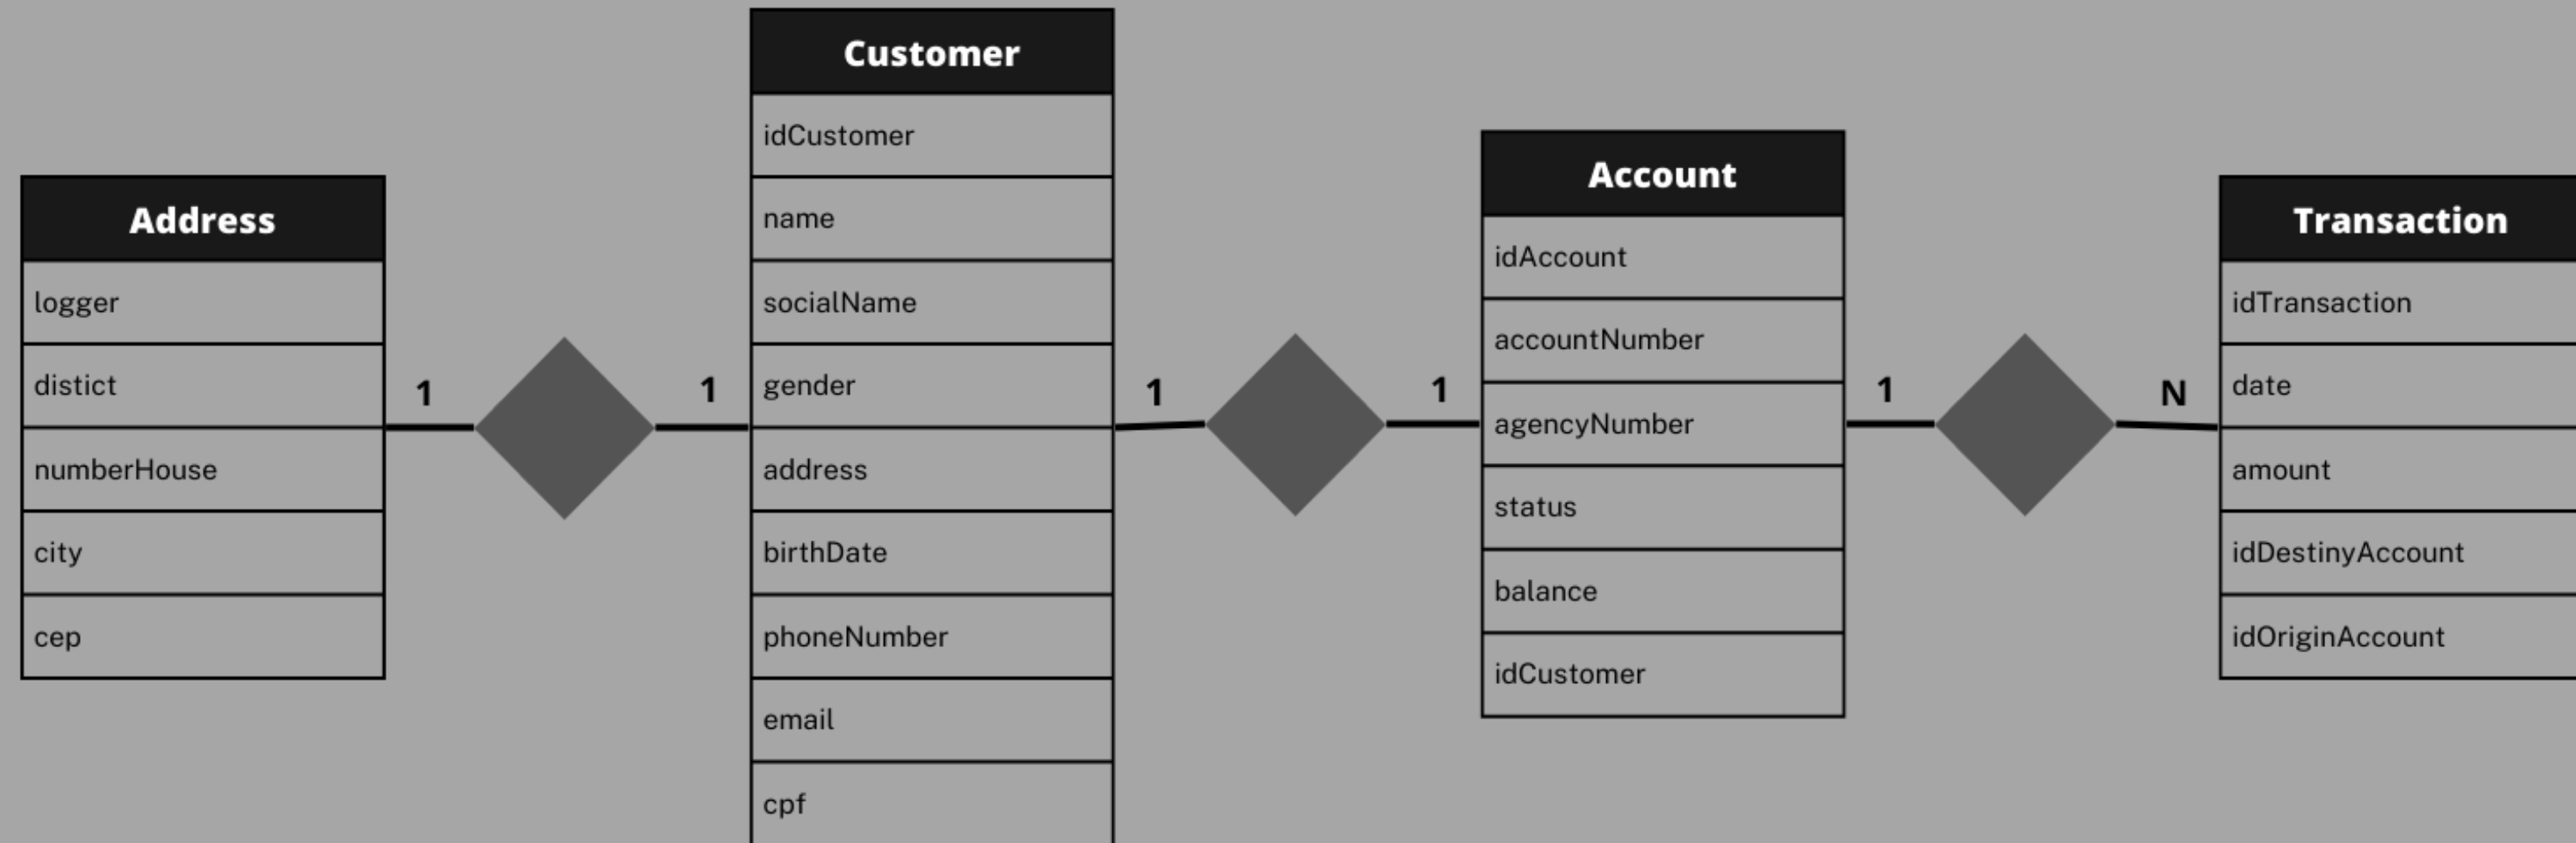 Address
logger
distict
numberHouse
city
cep
1
1
Customer
idCustomer
name
socialName
gender
address
birthDate
phoneNumber
email
cpf
1
1
Account
idAccount
accountNumber
agencyNumber
status
balance
idCustomer
1
N
Transaction
idTransaction
date
amount
idDestinyAccount
idOriginAccount